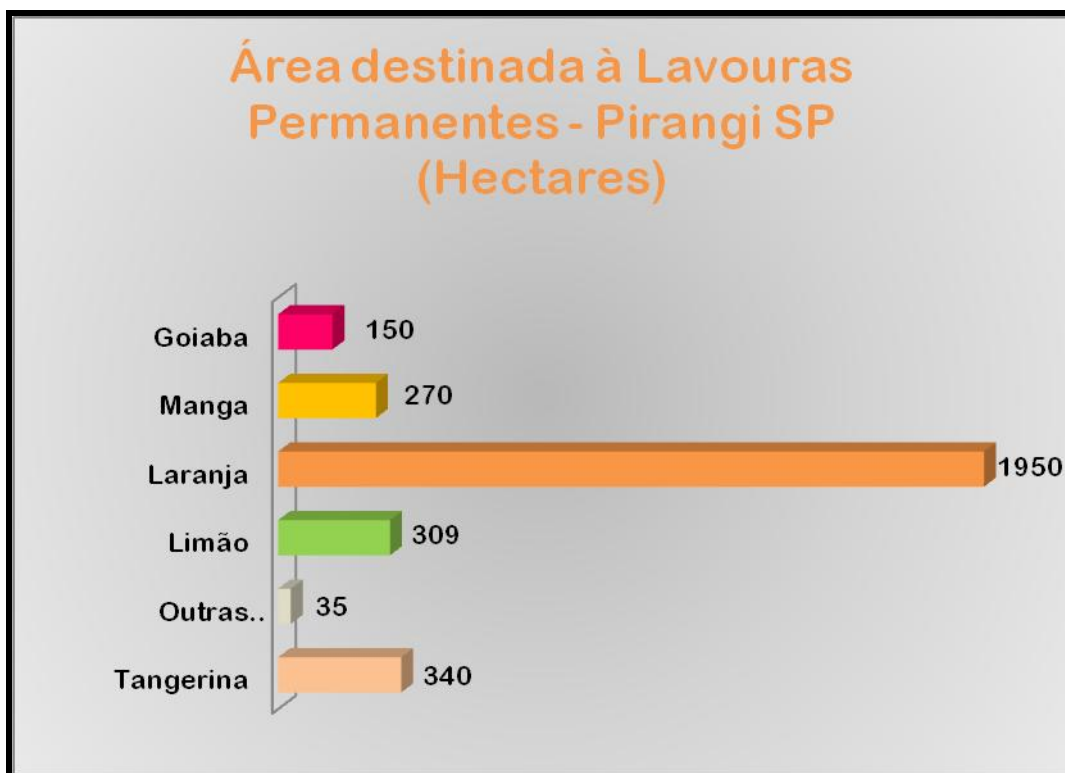 Área destinada à Lavouras
Permanentes - Pirangi SP
(Hectares)
Goiaba 150
Manga 270
Laranja 1950
Limão 309
Outras.. 35
Tangerina 340